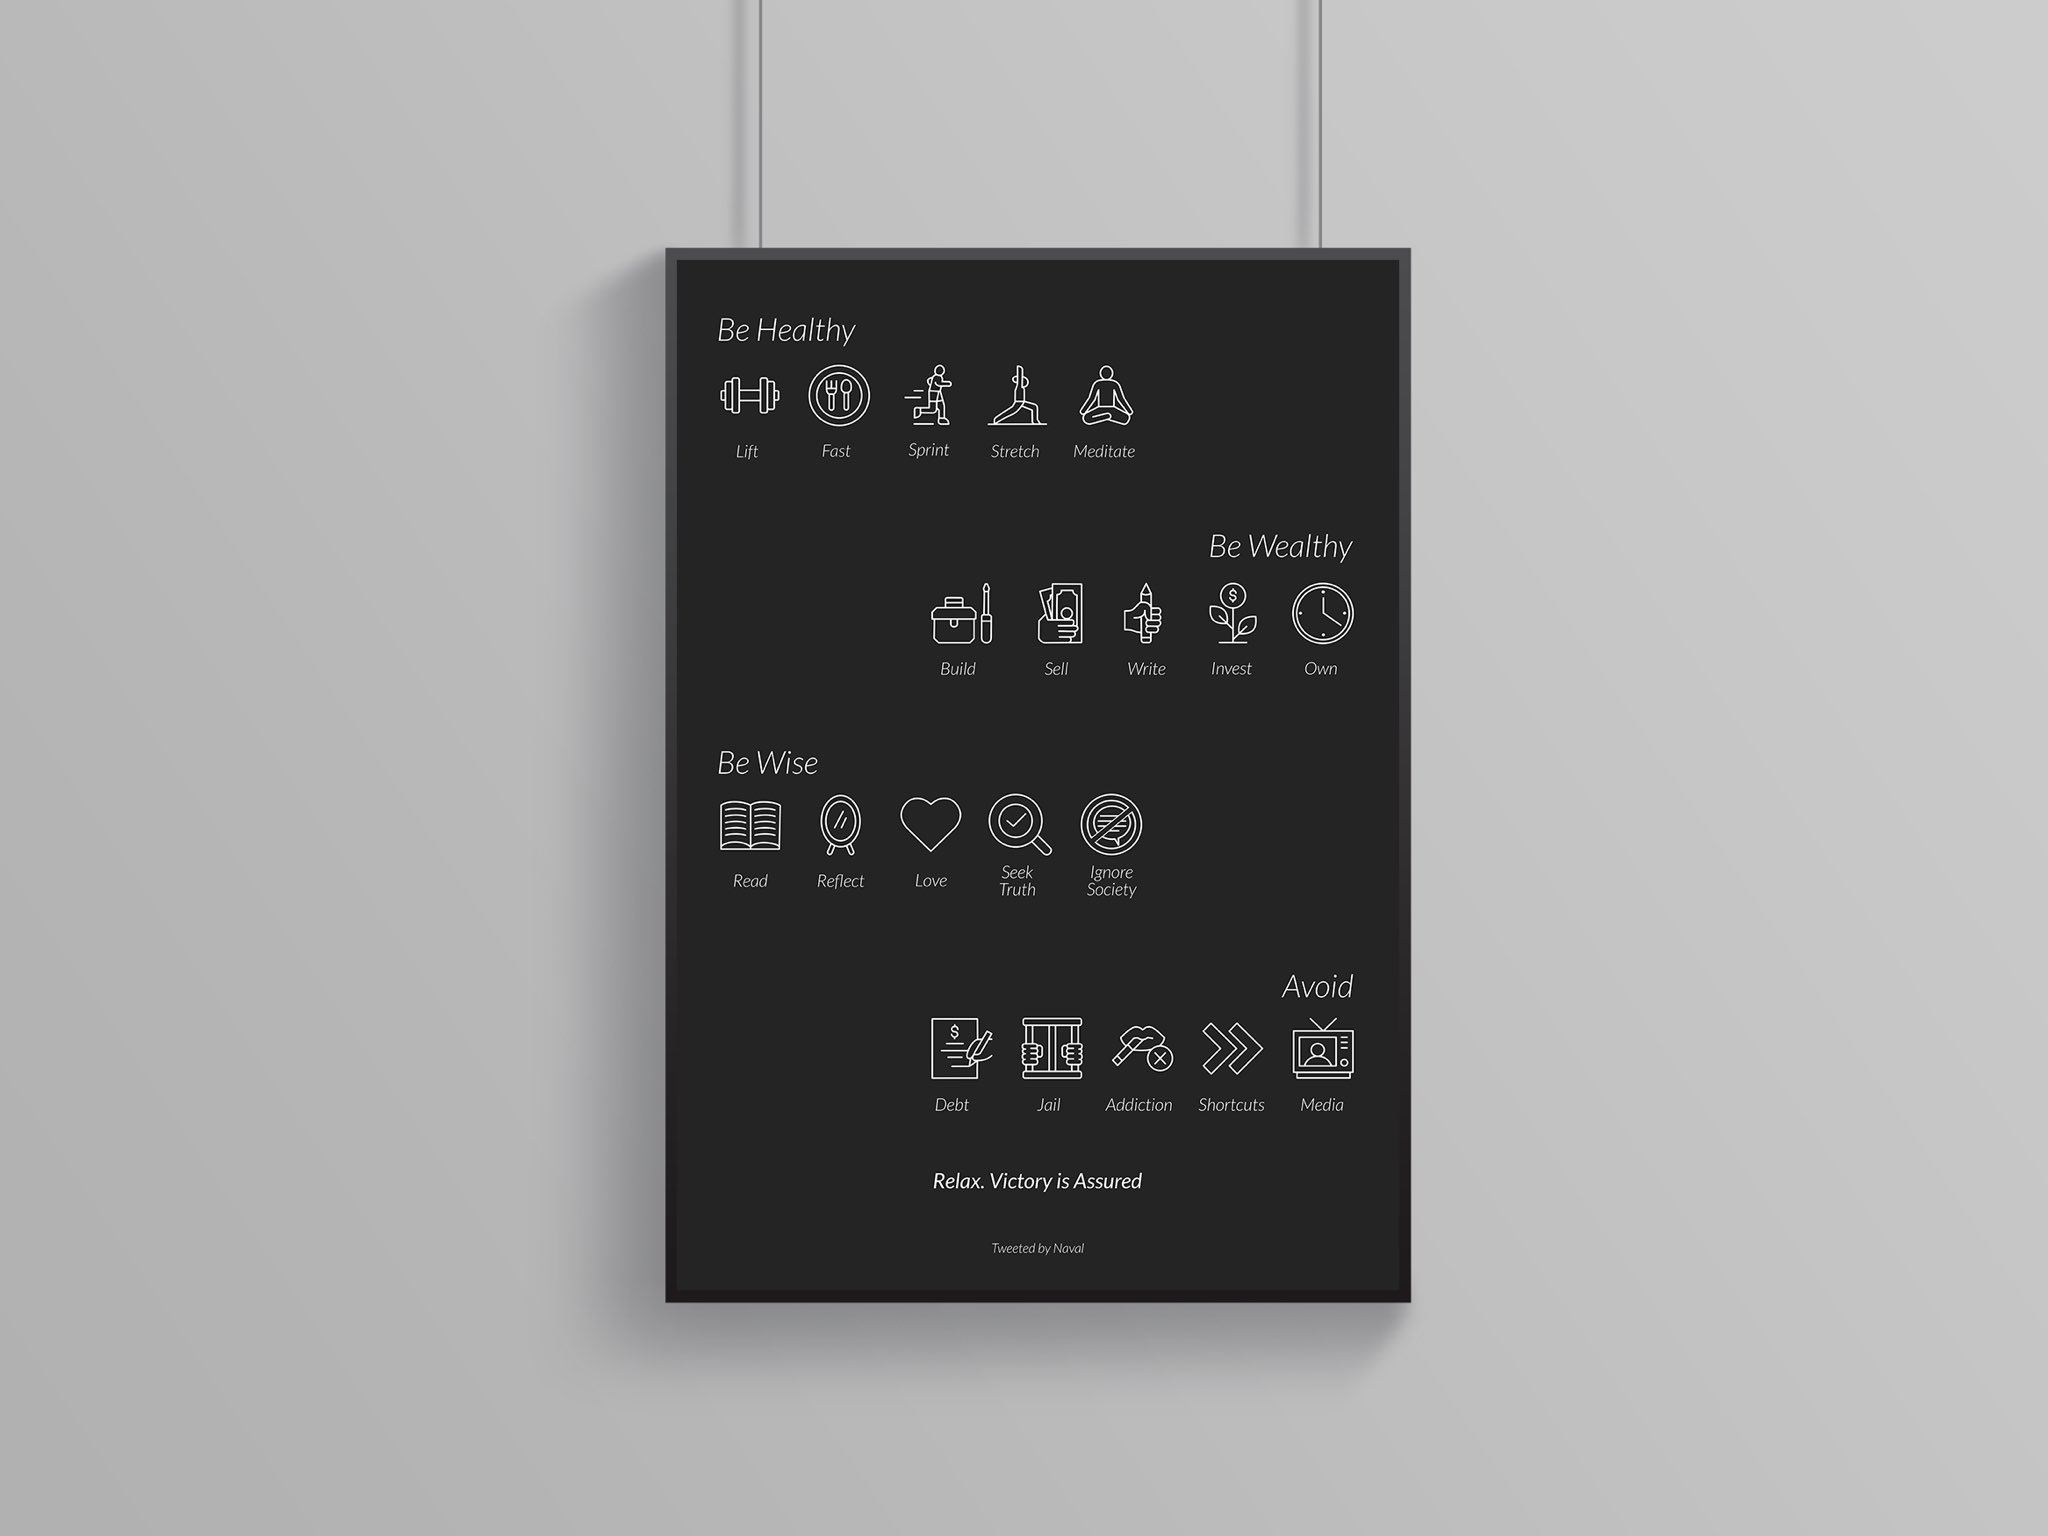 Be Healthy
Lift Fast Sprint Stretch Meditate
Be Wealthy
Build Sell Write Invest Own
Be Wise
Read Reflect Love Seek Truth Ignore Society
Avoid
Debt Jail Addiction Shortcuts Media
Relax. Victory is Assured
Tweeted by Naval